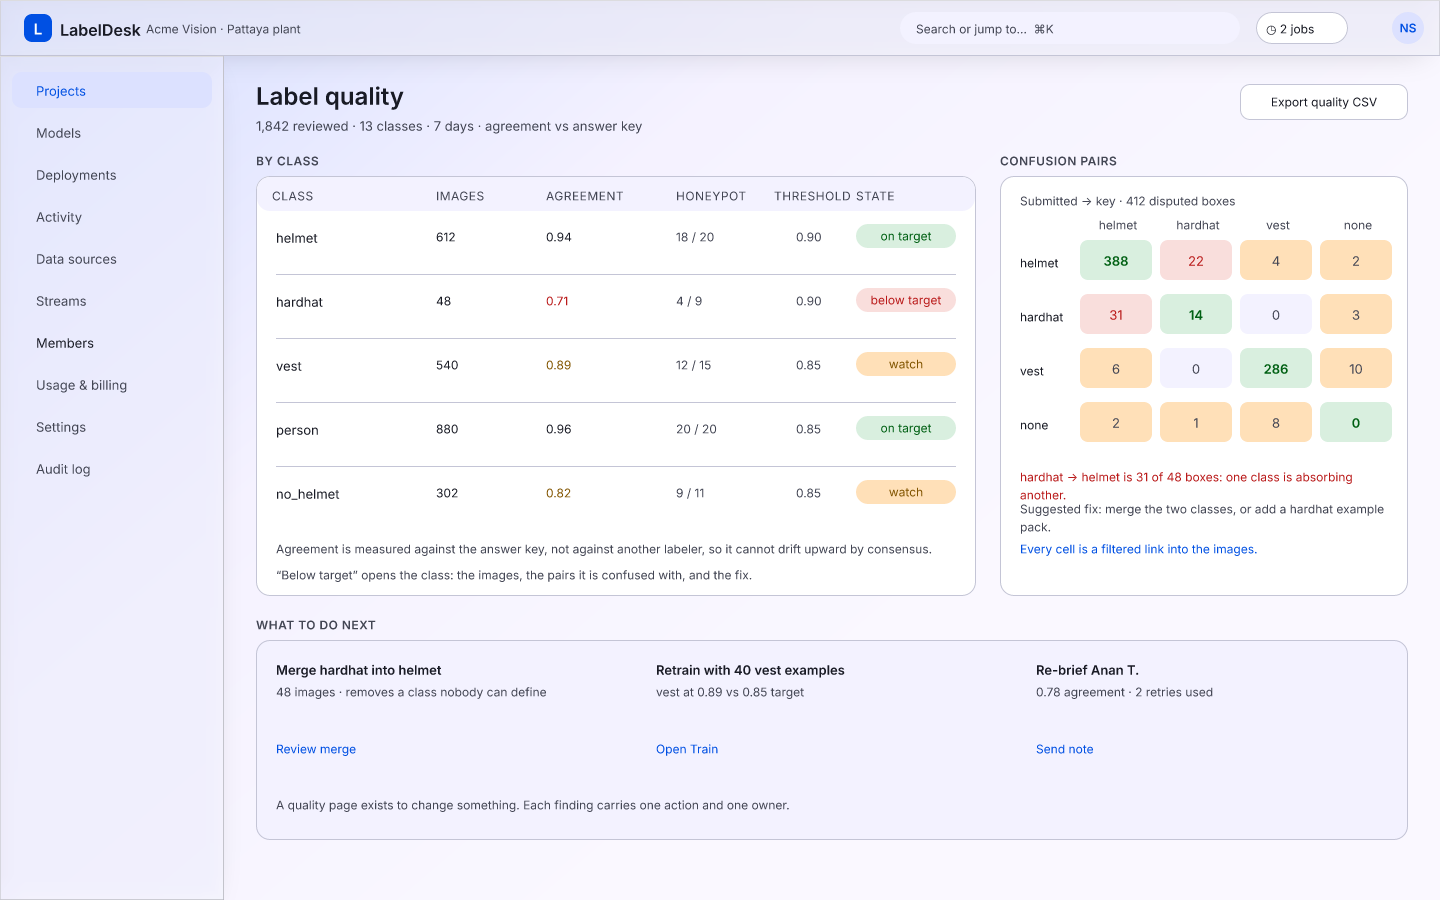 L LabelDesk Acme Vision · Pattaya plant Search or jump to... ⌘K ◷ 2 jobs NS
Projects
Models
Deployments
Activity
Data sources
Streams
Members
Usage & billing
Settings
Audit log
Label quality
1,842 reviewed · 13 classes · 7 days · agreement vs answer key
Export quality CSV
BY CLASS
CLASS IMAGES AGREEMENT HONEYPOT THRESHOLD STATE
helmet 612 0.94 18 / 20 0.90 on target
hardhat 48 0.71 4 / 9 0.90 below target
vest 540 0.89 12 / 15 0.85 watch
person 880 0.96 20 / 20 0.85 on target
no_helmet 302 0.82 9 / 11 0.85 watch
Agreement is measured against the answer key, not against another labeler, so it cannot drift upward by consensus.
“Below target” opens the class: the images, the pairs it is confused with, and the fix.
CONFUSION PAIRS
Submitted → key · 412 disputed boxes
helmet hardhat vest none
helmet 388 22 4 2
hardhat 31 14 0 3
vest 6 0 286 10
none 2 1 8 0
hardhat → helmet is 31 of 48 boxes: one class is absorbing
another.
Suggested fix: merge the two classes, or add a hardhat example
pack.
Every cell is a filtered link into the images.
WHAT TO DO NEXT
Merge hardhat into helmet
48 images · removes a class nobody can define
Review merge
Retrain with 40 vest examples
vest at 0.89 vs 0.85 target
Open Train
Re-brief Anan T.
0.78 agreement · 2 retries used
Send note
A quality page exists to change something. Each finding carries one action and one owner.